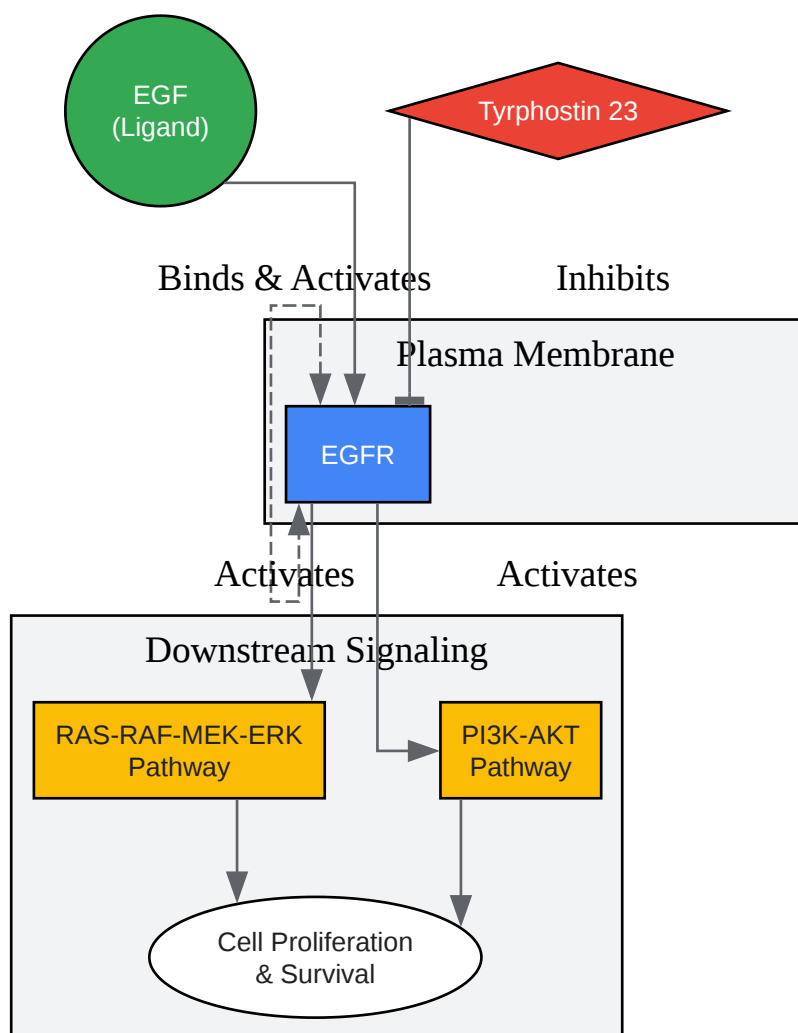 EGF
(Ligand)
Tyrphostin 23
Binds & Activates
Inhibits
Plasma Membrane
EGFR
Activates
Activates
Downstream Signaling
RAS-RAF-MEK-ERK
Pathway
PI3K-AKT
Pathway
Cell Proliferation
& Survival